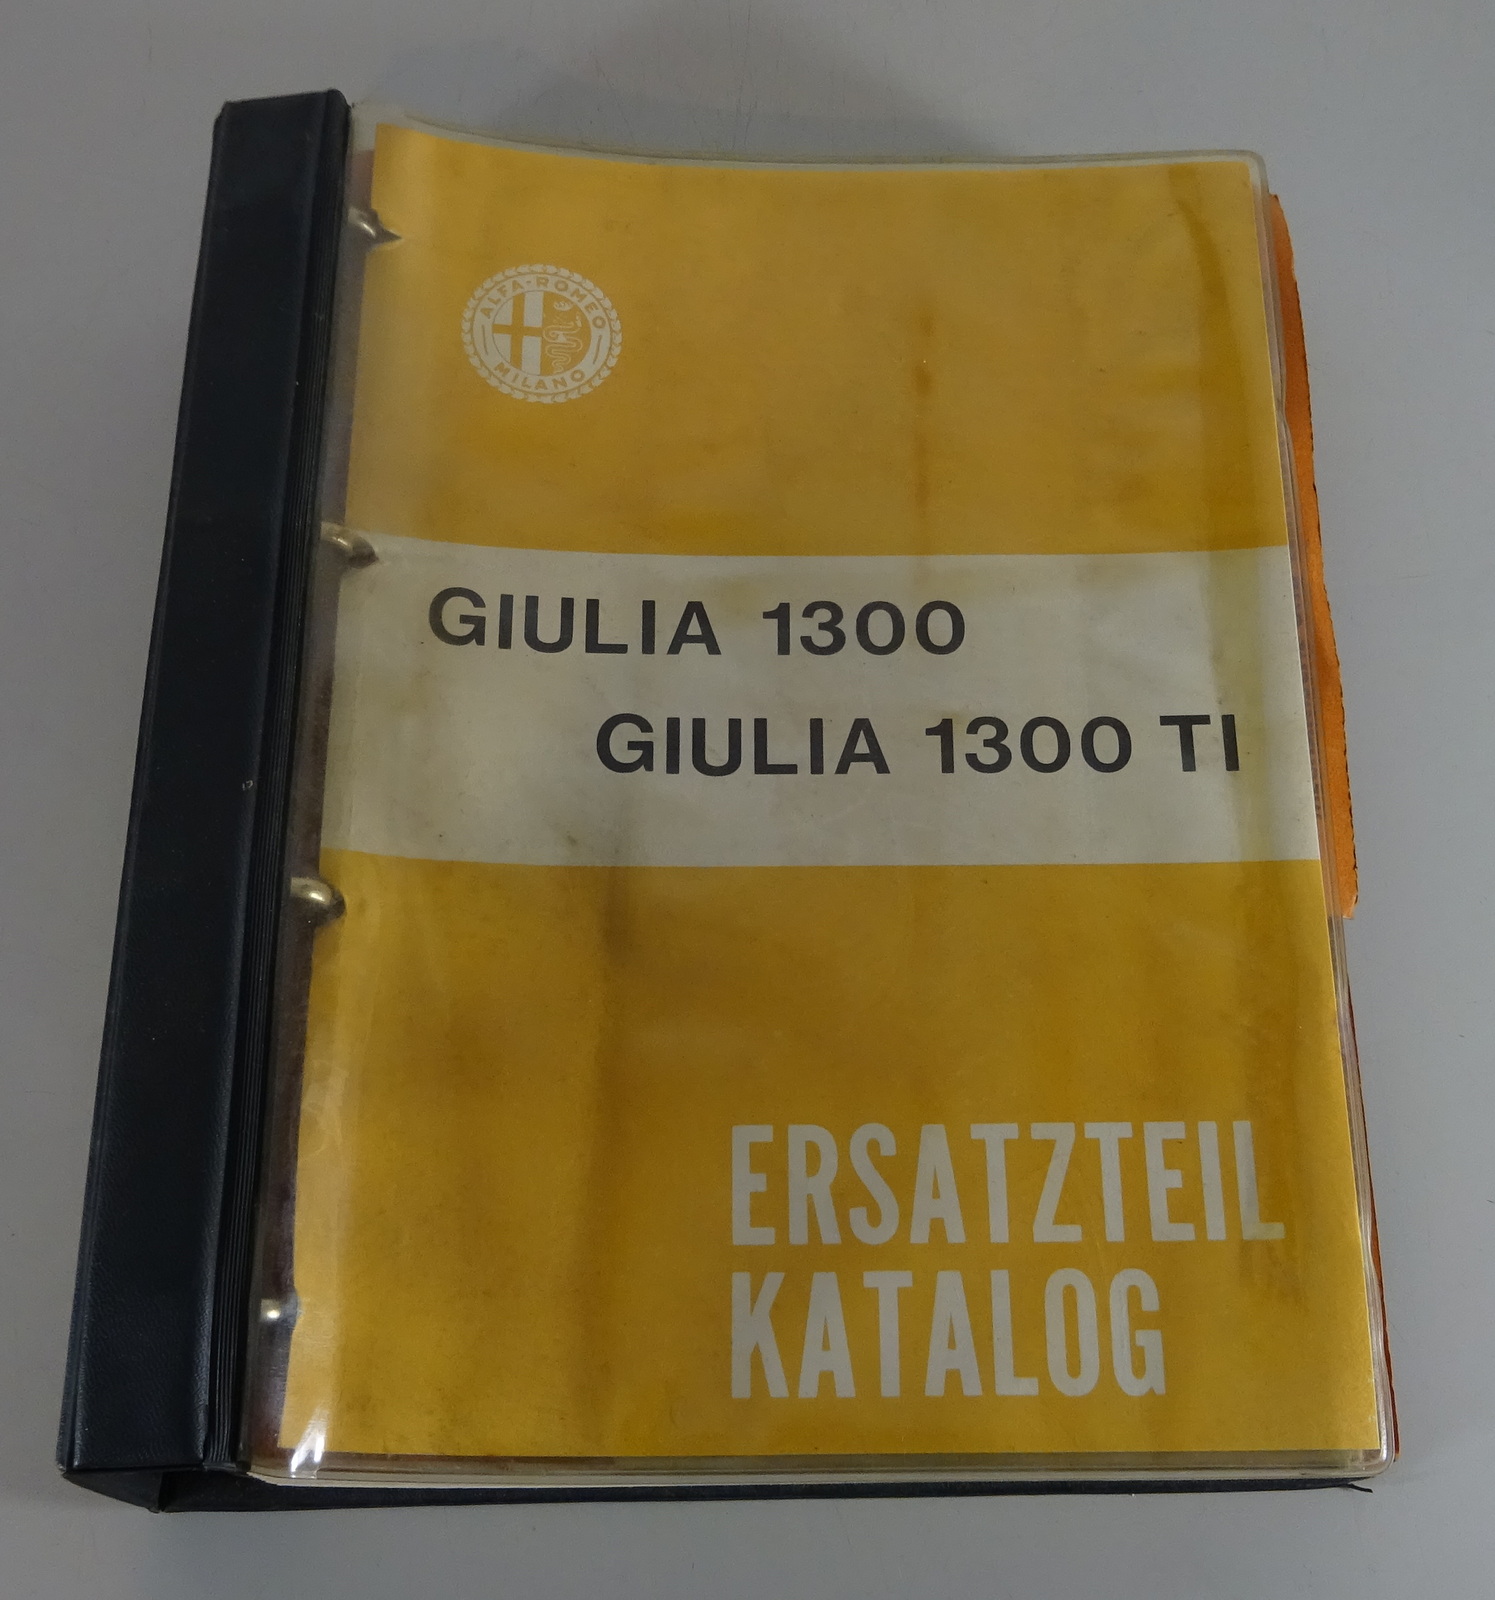 ALFA-ROMEO
MILANO
GIULIA 1300
GIULIA 1300 TI
ERSATZTEIL
KATALOG